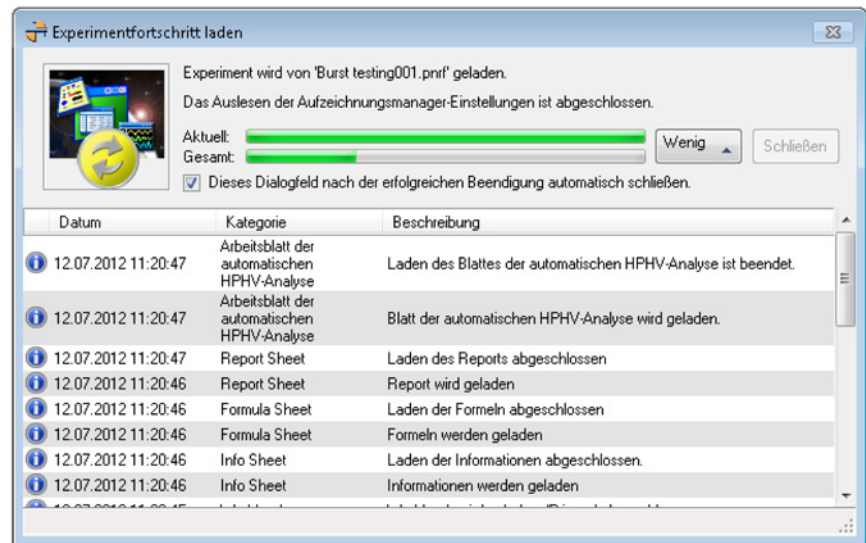 Experimentfortschritt laden
Experiment wird von 'Burst testing001.pnrf' geladen.
Das Auslesen der Aufzeichnungsmanager-Einstellungen ist abgeschlossen.
Aktuell:
Gesamt:
Wenig
Schließen
Dieses Dialogfeld nach der erfolgreichen Beendigung automatisch schließen.
Datum Kategorie Beschreibung
Arbeitsblatt der
automatischen
HPHV-Analyse
12.07.2012 11:20:47
Laden des Blattes der automatischen HPHV-Analyse ist beendet.
Arbeitsblatt der
automatischen
HPHV-Analyse
12.07.2012 11:20:47
Blatt der automatischen HPHV-Analyse wird geladen.
12.07.2012 11:20:47 Report Sheet Laden des Reports abgeschlossen
12.07.2012 11:20:46 Report Sheet Report wird geladen
12.07.2012 11:20:46 Formula Sheet Laden der Formeln abgeschlossen
12.07.2012 11:20:46 Formula Sheet Formeln werden geladen
12.07.2012 11:20:46 Info Sheet Laden der Informationen abgeschlossen.
12.07.2012 11:20:46 Info Sheet Informationen werden geladen